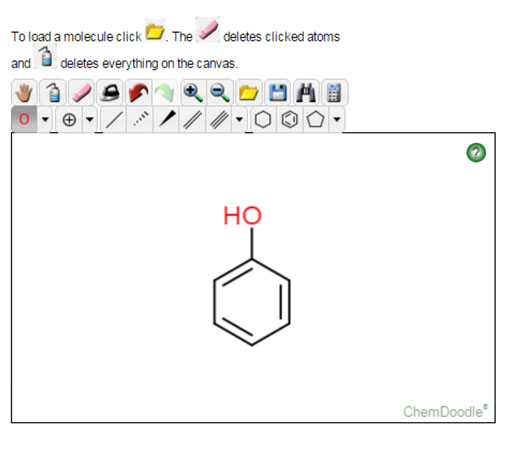 To load a molecule click . The deletes clicked atoms
and deletes everything on the canvas.
O
?
HO
ChemDoodle®